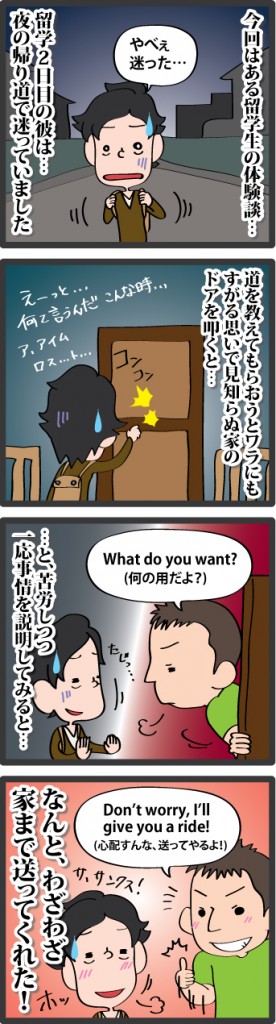 今回はある留学生の体験談…
やべぇ
迷った…
留学2日目の彼は…
夜の帰り道で迷っていました
道を教えてもらおうとワラにも
すがる思いで見知らぬ家の
ドアを叩くと…
えーっと…
何て言うんだ こんな時…
ア、アイム
ロス…ト…
コン
コン
What do you want?
(何の用だよ？)
…と、苦労しつつ
一応事情を説明してみると…
Don't worry, I'll
give you a ride!
(心配すんな、送ってやるよ!)
サ、サンクス!
なんと、わざわざ
家まで送ってくれた！
ホッ